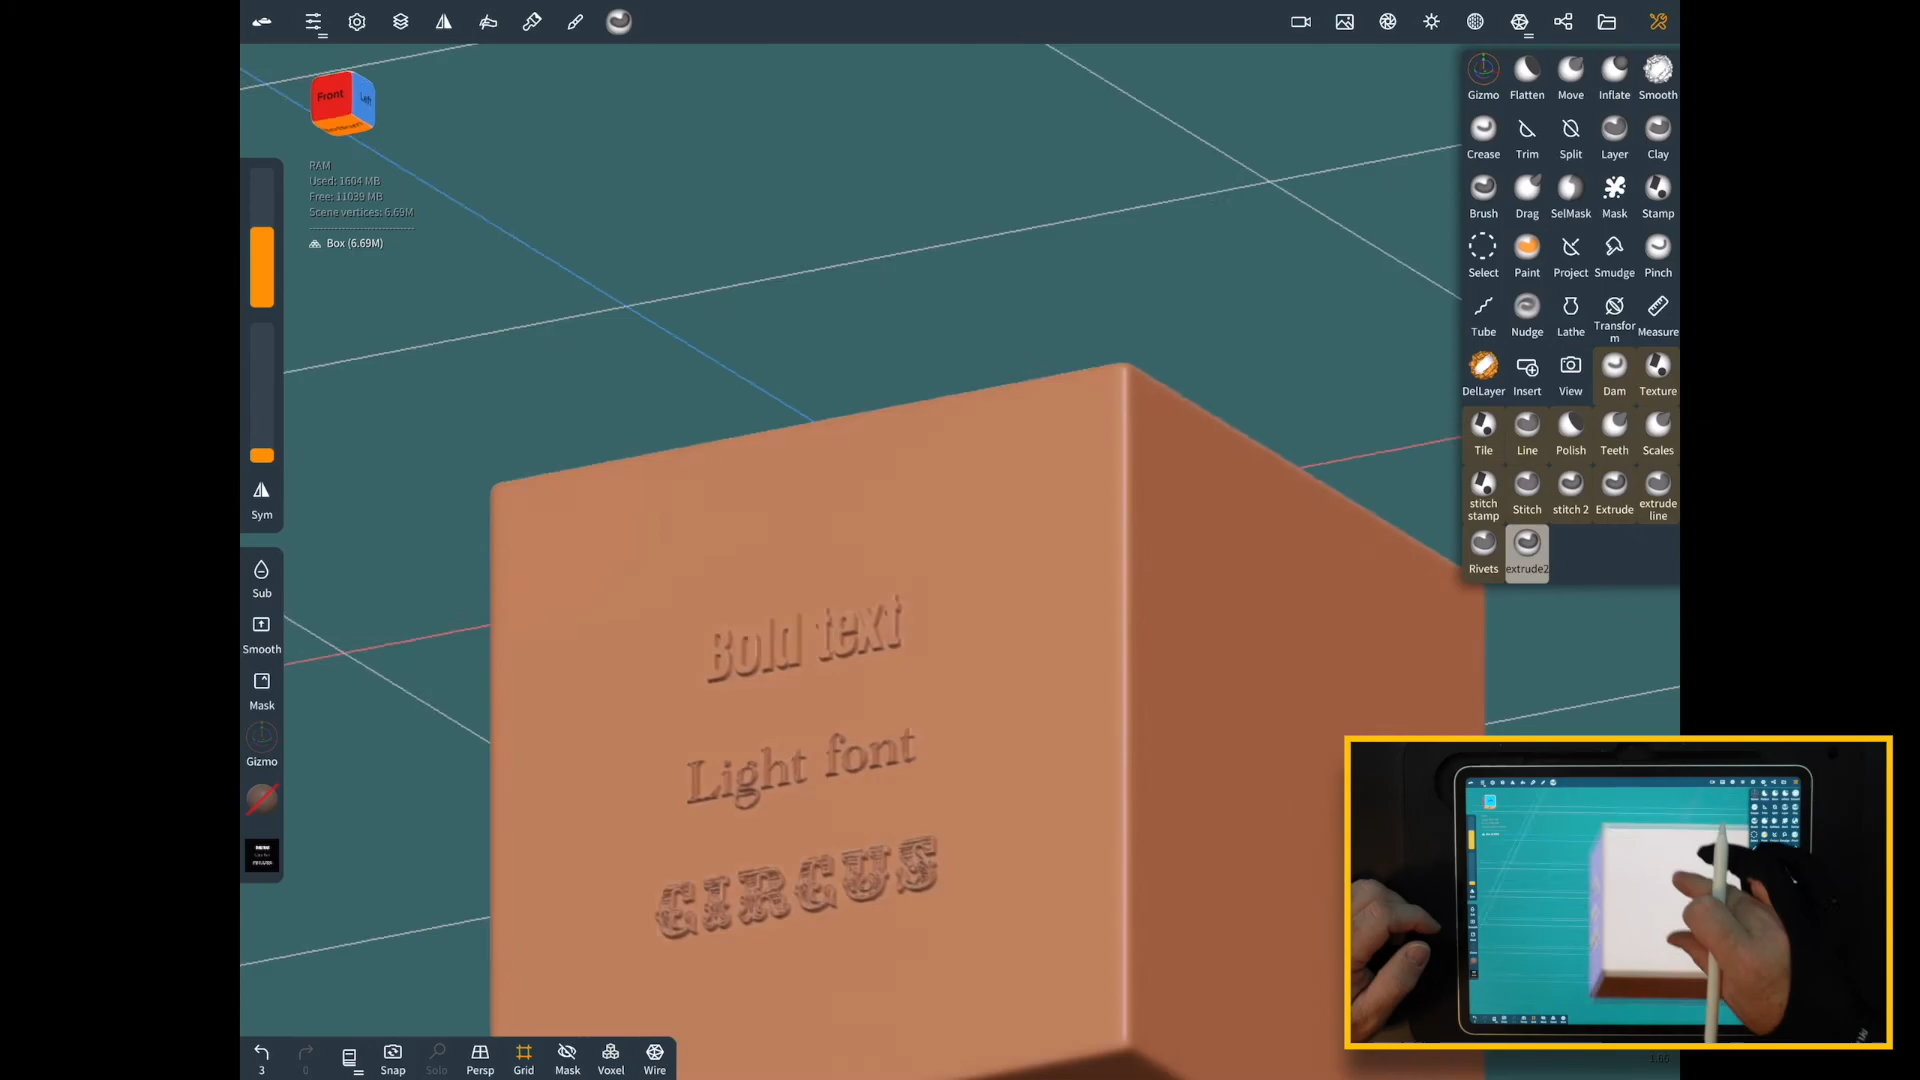 Front
Left
RAM
Used: 1604 MB
Free: 11039 MB
Scene vertices: 6.69M
Box (6.69M)
Sym
Sub
Smooth
Mask
Gizmo
Bold text
Light font
CIRCUS
Gizmo Flatten Move Inflate Smooth
Crease Trim Split Layer Clay
Brush Drag SelMask Mask Stamp
Select Paint Project Smudge Pinch
Tube Nudge Lathe Transform Measure
DelLayer Insert View Dam Texture
Tile Line Polish Teeth Scales
stitch stamp Stitch stitch 2 Extrude extrude line
Rivets extrude2
3 0 Snap Solo Persp Grid Mask Voxel Wire